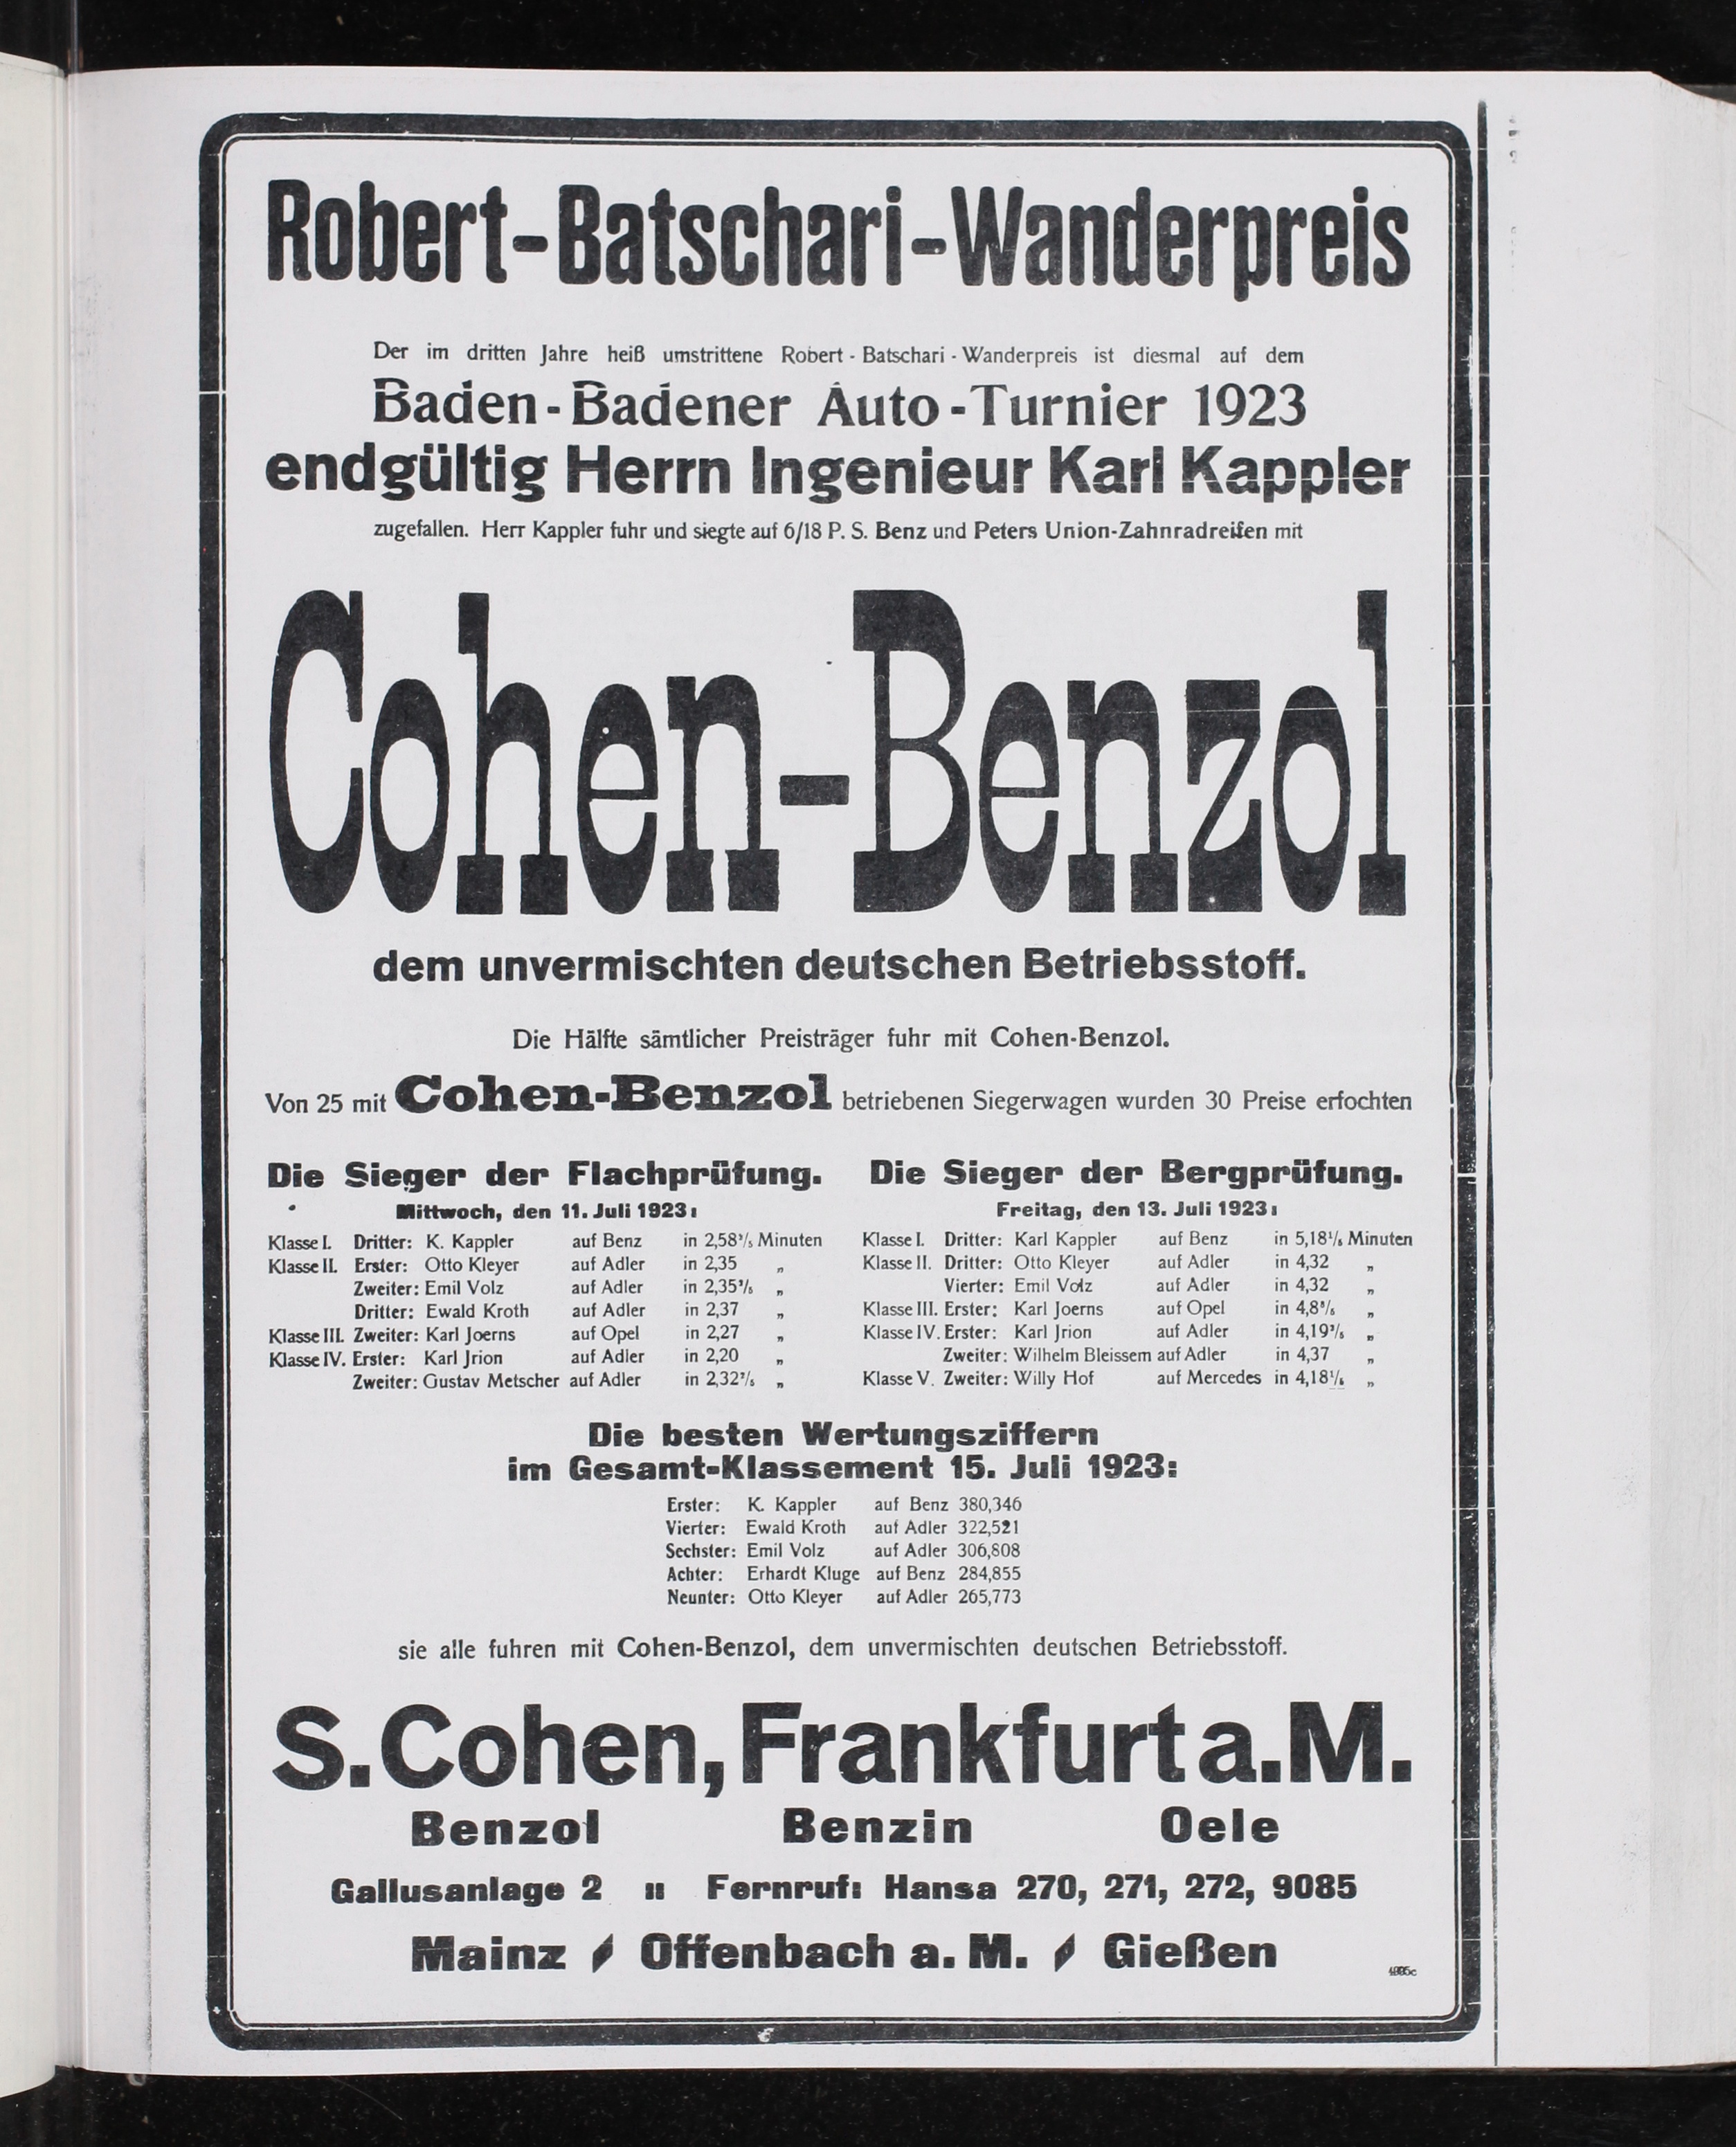 Robert-Batschari-Wanderpreis
Der im dritten Jahre heiß umstrittene Robert-Batschari-Wanderpreis ist diesmal auf dem
Baden-Badener Auto-Turnier 1923
endgültig Herrn Ingenieur Karl Kappler
zugefallen. Herr Kappler fuhr und siegte auf 6/18 P. S. Benz und Peters Union-Zahnradreifen mit
Cohen-Benzol
dem unvermischten deutschen Betriebsstoff.
Die Hälfte sämtlicher Preisträger fuhr mit Cohen-Benzol.
Von 25 mit Cohen-Benzol betriebenen Siegerwagen wurden 30 Preise erfochten
Die Sieger der Flachprüfung.
Mittwoch, den 11. Juli 1923:
Klasse I. Dritter: K. Kappler auf Benz in Minuten
Klasse II. Erster: Otto Kleyer auf Adler in 2,35 „
Zweiter: Emil Volz auf Adler in „
Dritter: Ewald Kroth auf Adler in 2,37 „
Klasse III. Zweiter: Karl Joerns auf Opel in 2,27 „
Klasse IV. Erster: Karl Jrion auf Adler in 2,20 „
Zweiter: Gustav Metscher auf Adler in „
Die Sieger der Bergprüfung.
Freitag, den 13. Juli 1923:
Klasse I. Dritter: Karl Kappler auf Benz in 5,18¹/₅ Minuten
Klasse II. Dritter: Otto Kleyer auf Adler in 4,32 „
Vierter: Emil Volz auf Adler in 4,32 „
Klasse III. Erster: Karl Joerns auf Opel in „
Klasse IV. Erster: Karl Jrion auf Adler in „
Zweiter: Wilhelm Bleissem auf Adler in 4,37 „
Klasse V. Zweiter: Willy Hof auf Mercedes in 4,18¹/₅ „
Die besten Wertungsziffern
im Gesamt-Klassement 15. Juli 1923:
Erster: K. Kappler auf Benz 380,346
Vierter: Ewald Kroth auf Adler 322,521
Sechster: Emil Volz auf Adler 306,808
Achter: Erhardt Kluge auf Benz 284,855
Neunter: Otto Kleyer auf Adler 265,773
sie alle fuhren mit Cohen-Benzol, dem unvermischten deutschen Betriebsstoff.
S. Cohen, Frankfurt a. M.
Benzol Benzin Oele
Gallusanlage 2 :: Fernruf: Hansa 270, 271, 272, 9085
Mainz / Offenbach a. M. / Gießen